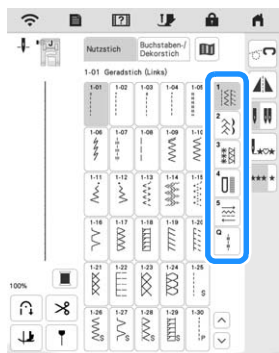 J
Nutzstich
Buchstaben-/
Dekorstich
1-01 Geradstich (Links)
1-01 1-02 1-03 1-04 1-05
1
1-06 1-07 1-08 1-09 1-10
2
3
1-11 1-12 1-13 1-14 1-15
4
1-16 1-17 1-18 1-19 1-20
5
Q
1-21 1-22 1-23 1-24 1-25
100%
S
1-26 1-27 1-28 1-29 1-30
S S S S P